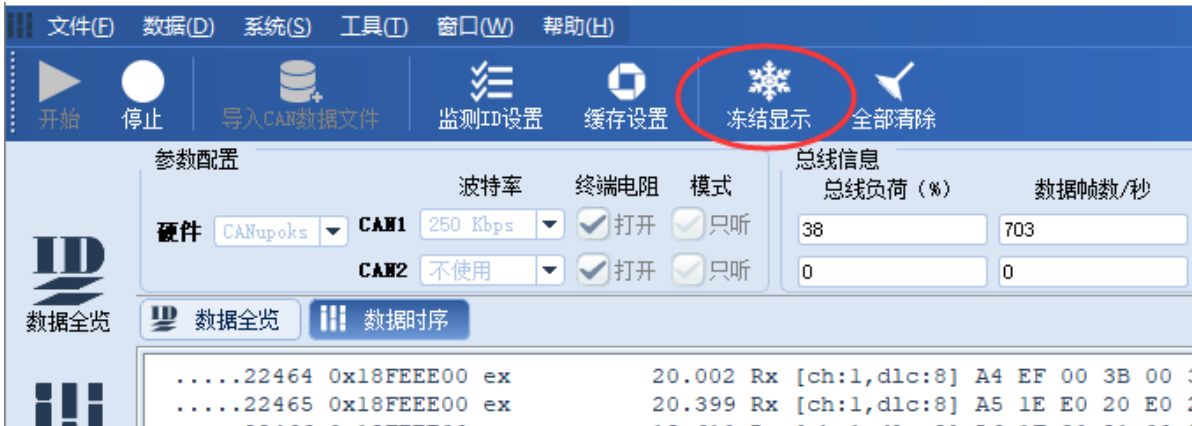 文件(F) 数据(D) 系统(S) 工具(T) 窗口(W) 帮助(H)
开始 停止 导入CAN数据文件 监测ID设置 缓存设置 冻结显示 全部清除
参数配置 总线信息
波特率 终端电阻 模式 总线负荷(%) 数据帧数/秒
硬件 CANupoks CAN1 250 Kbps 打开 只听 38 703
CAN2 不使用 打开 只听 0 0
ID
数据全览 数据全览 数据时序
.....22464 0x18FEEE00 ex 20.002 Rx [ch:1,dlc:8] A4 EF 00 3B 00
.....22465 0x18FEEE00 ex 20.399 Rx [ch:1,dlc:8] A5 1E E0 20 E0